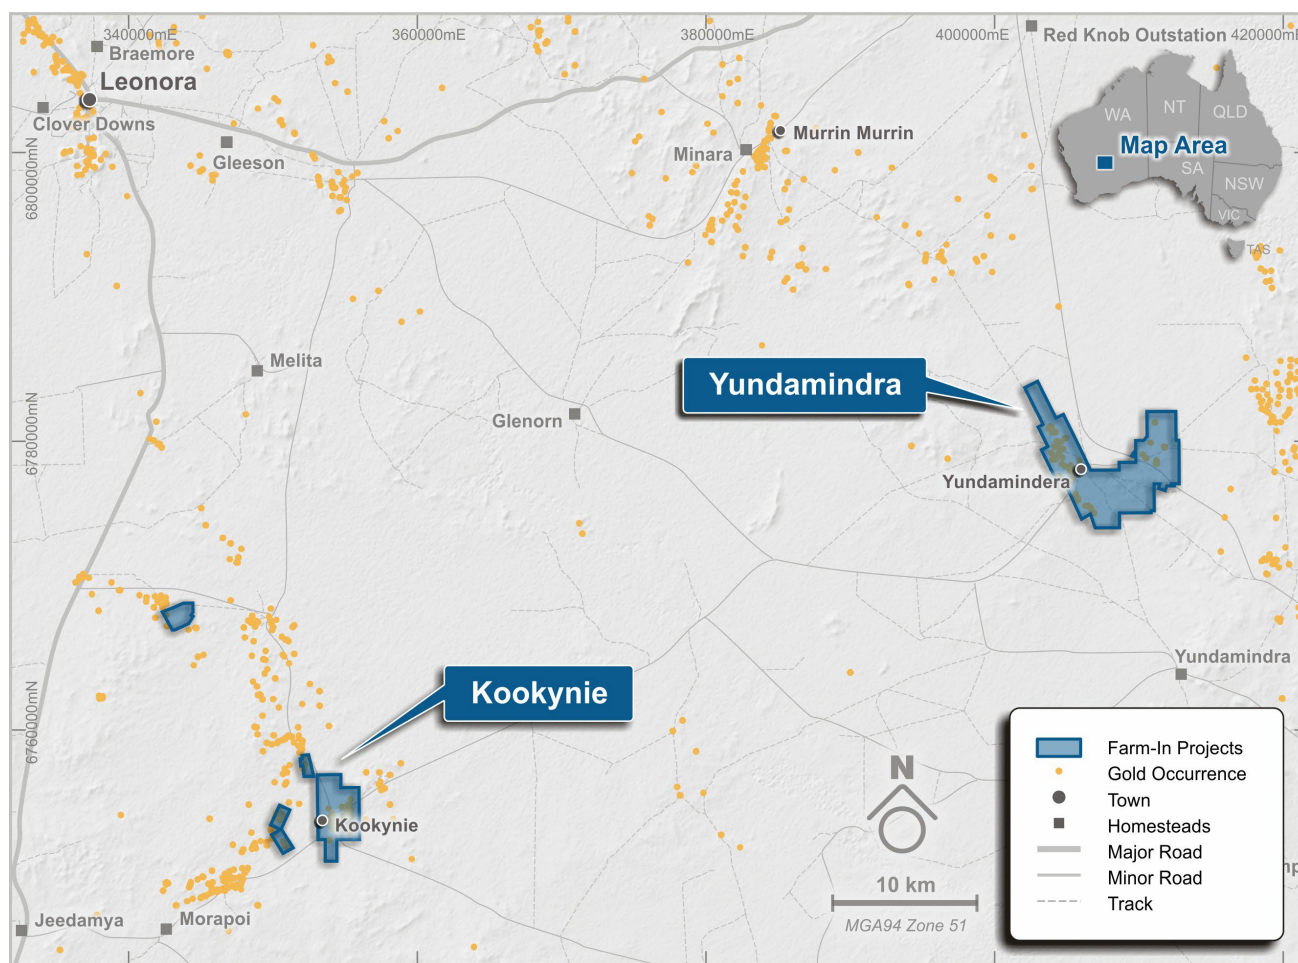 340000mE
360000mE
380000mE
400000mE
420000mE
Red Knob Outstation
Braemore
Leonora
Clover Downs
Gleeson
Murrin Murrin
Minara
6800000mN
WA
NT
QLD
Map Area
SA
NSW
VIC
TAS
Melita
Yundamindra
Glenorn
6780000mN
Yundamindera
Yundamindra
Kookynie
6760000mN
Kookynie
N
10 km
MGA94 Zone 51
Farm-In Projects
Gold Occurrence
Town
Homesteads
Major Road
Minor Road
Track
Jeedamya
Morapoi